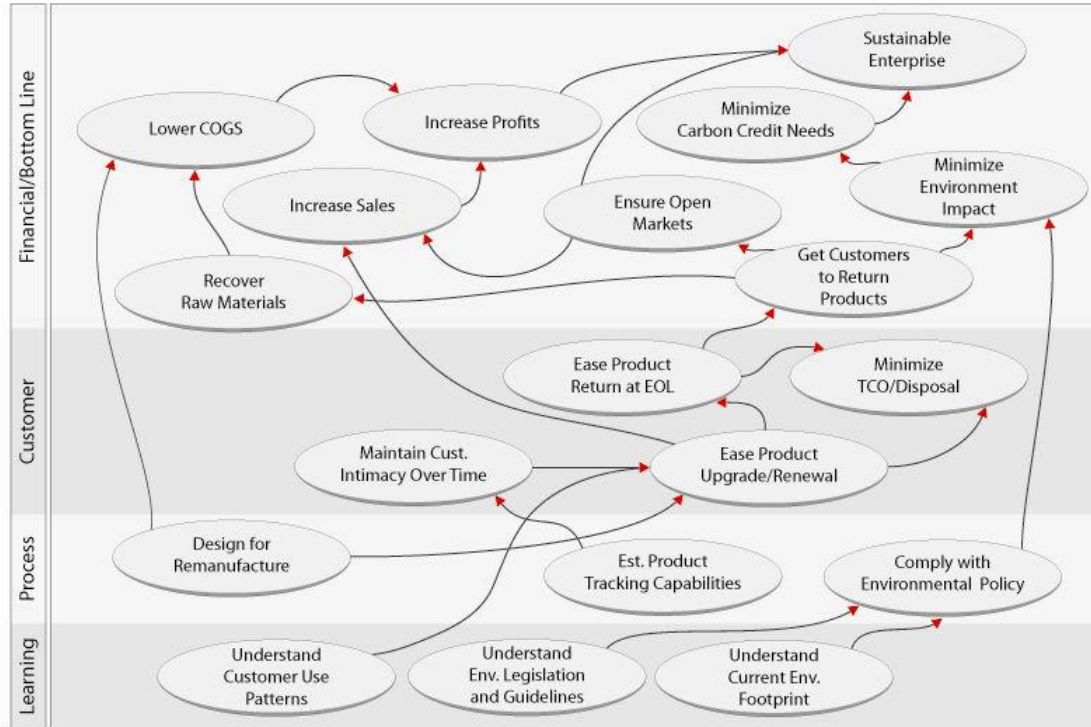 Financial/Bottom Line
Sustainable
Enterprise
Lower COGS
Increase Profits
Minimize
Carbon Credit Needs
Minimize
Environment
Impact
Increase Sales
Ensure Open
Markets
Recover
Raw Materials
Get Customers
to Return
Products
Customer
Ease Product
Return at EOL
Minimize
TCO/Disposal
Maintain Cust.
Intimacy Over Time
Ease Product
Upgrade/Renewal
Process
Design for
Remanufacture
Est. Product
Tracking Capabilities
Comply with
Environmental Policy
Learning
Understand
Customer Use
Patterns
Understand
Env. Legislation
and Guidelines
Understand
Current Env.
Footprint